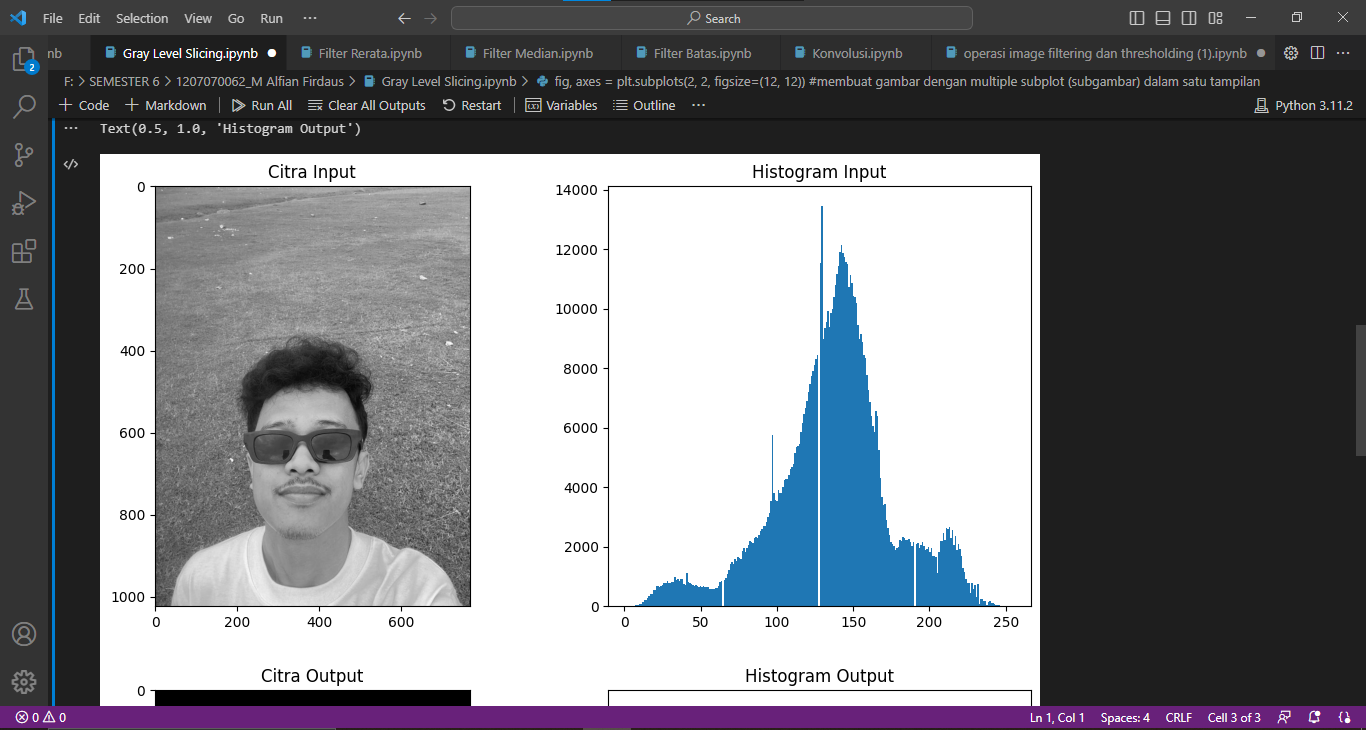 File Edit Selection View Go Run ··· Search
nb Gray Level Slicing.ipynb Filter Rerata.ipynb Filter Median.ipynb Filter Batas.ipynb Konvolusi.ipynb operasi image filtering dan thresholding (1).ipynb ···
2
F: > SEMESTER 6 > 1207070062_M Alfian Firdaus > Gray Level Slicing.ipynb > fig, axes = plt.subplots(2, 2, figsize=(12, 12)) #membuat gambar dengan multiple subplot (subgambar) dalam satu tampilan
+ Code + Markdown Run All Clear All Outputs Restart Variables Outline ··· Python 3.11.2
··· Text(0.5, 1.0, 'Histogram Output')
Citra Input
0
200
400
600
800
1000
0 200 400 600
Histogram Input
14000
12000
10000
8000
6000
4000
2000
0
0 50 100 150 200 250
Citra Output
0
Histogram Output
0 0 Ln 1, Col 1 Spaces: 4 CRLF Cell 3 of 3